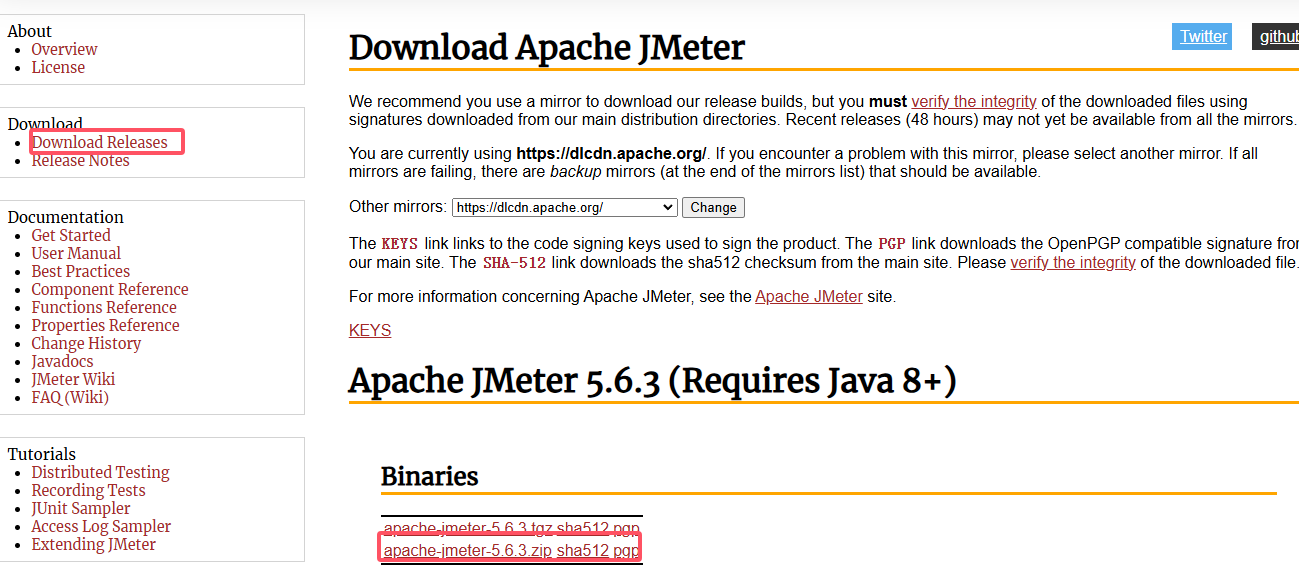 About
Overview
License
Download
Download Releases
Release Notes
Documentation
Get Started
User Manual
Best Practices
Component Reference
Functions Reference
Properties Reference
Change History
Javadocs
JMeter Wiki
FAQ (Wiki)
Tutorials
Distributed Testing
Recording Tests
JUnit Sampler
Access Log Sampler
Extending JMeter
Twitter
github
Download Apache JMeter
We recommend you use a mirror to download our release builds, but you must verify the integrity of the downloaded files using
signatures downloaded from our main distribution directories. Recent releases (48 hours) may not yet be available from all the mirrors.
You are currently using https://dlcdn.apache.org/. If you encounter a problem with this mirror, please select another mirror. If all
mirrors are failing, there are backup mirrors (at the end of the mirrors list) that should be available.
Other mirrors: https://dlcdn.apache.org/ Change
The KEYS link links to the code signing keys used to sign the product. The PGP link downloads the OpenPGP compatible signature from
our main site. The SHA-512 link downloads the sha512 checksum from the main site. Please verify the integrity of the downloaded file.
For more information concerning Apache JMeter, see the Apache JMeter site.
KEYS
Apache JMeter 5.6.3 (Requires Java 8+)
Binaries
apache-jmeter-5.6.3.tgz sha512 pgp
apache-jmeter-5.6.3.zip sha512 pgp